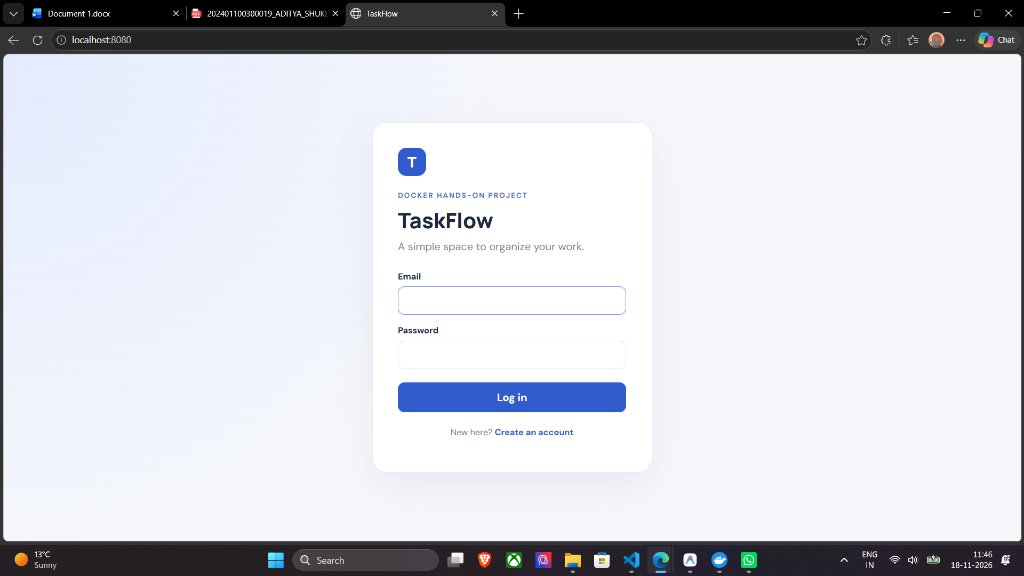 Document 1.docx
202401100300019_ADITYA_SHUKL
TaskFlow
localhost:8080
Chat
T
DOCKER HANDS-ON PROJECT
TaskFlow
A simple space to organize your work.
Email
Password
Log in
New here? Create an account
13°C
Sunny
Search
ENG
IN
11:46
18-11-2026